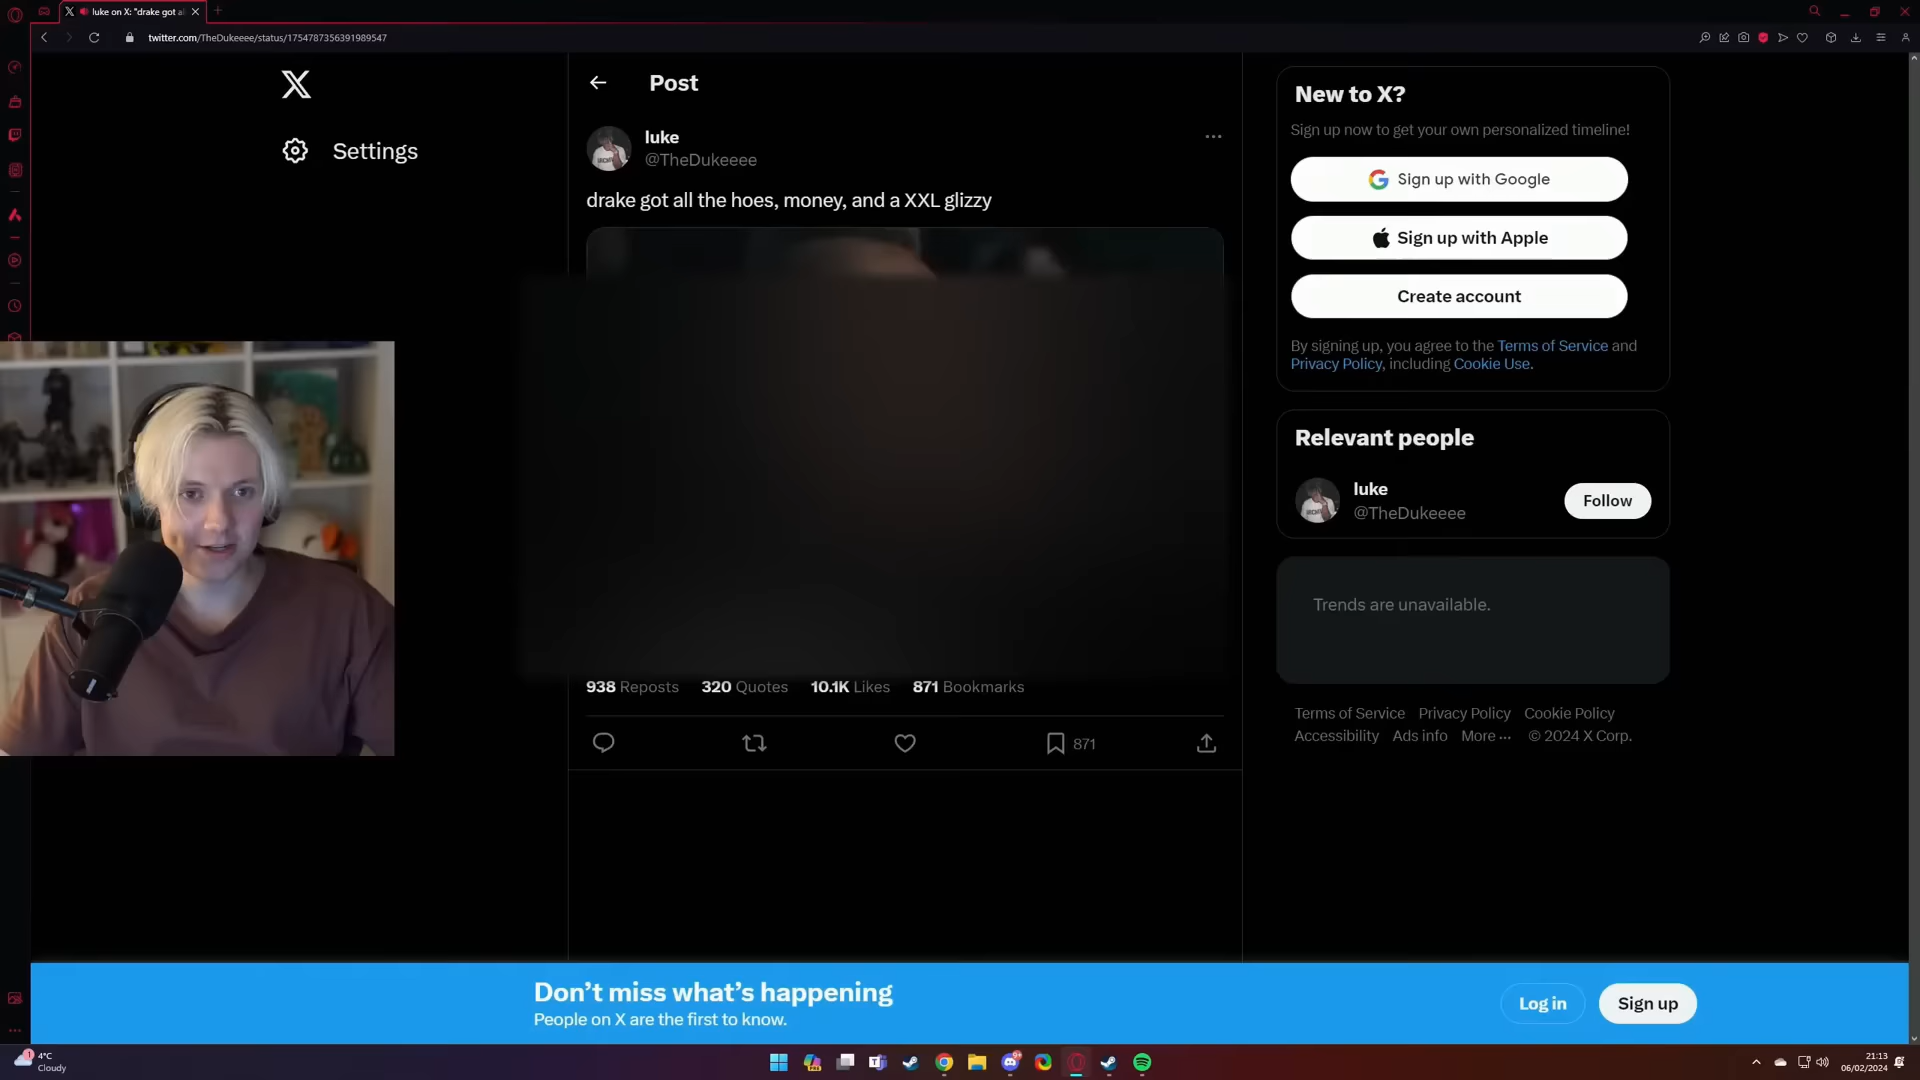 luke on X: "drake got al
twitter.com/TheDukeeee/status/1754787356391989547
Post
Settings
luke
@TheDukeeee
drake got all the hoes, money, and a XXL glizzy
938 Reposts 320 Quotes 10.1K Likes 871 Bookmarks
871
New to X?
Sign up now to get your own personalized timeline!
Sign up with Google
Sign up with Apple
Create account
By signing up, you agree to the Terms of Service and
Privacy Policy, including Cookie Use.
Relevant people
luke
@TheDukeeee
Follow
Trends are unavailable.
Terms of Service Privacy Policy Cookie Policy
Accessibility Ads info More ··· © 2024 X Corp.
Don't miss what's happening
People on X are the first to know.
Log in
Sign up
1
4°C
Cloudy
21:13
06/02/2024